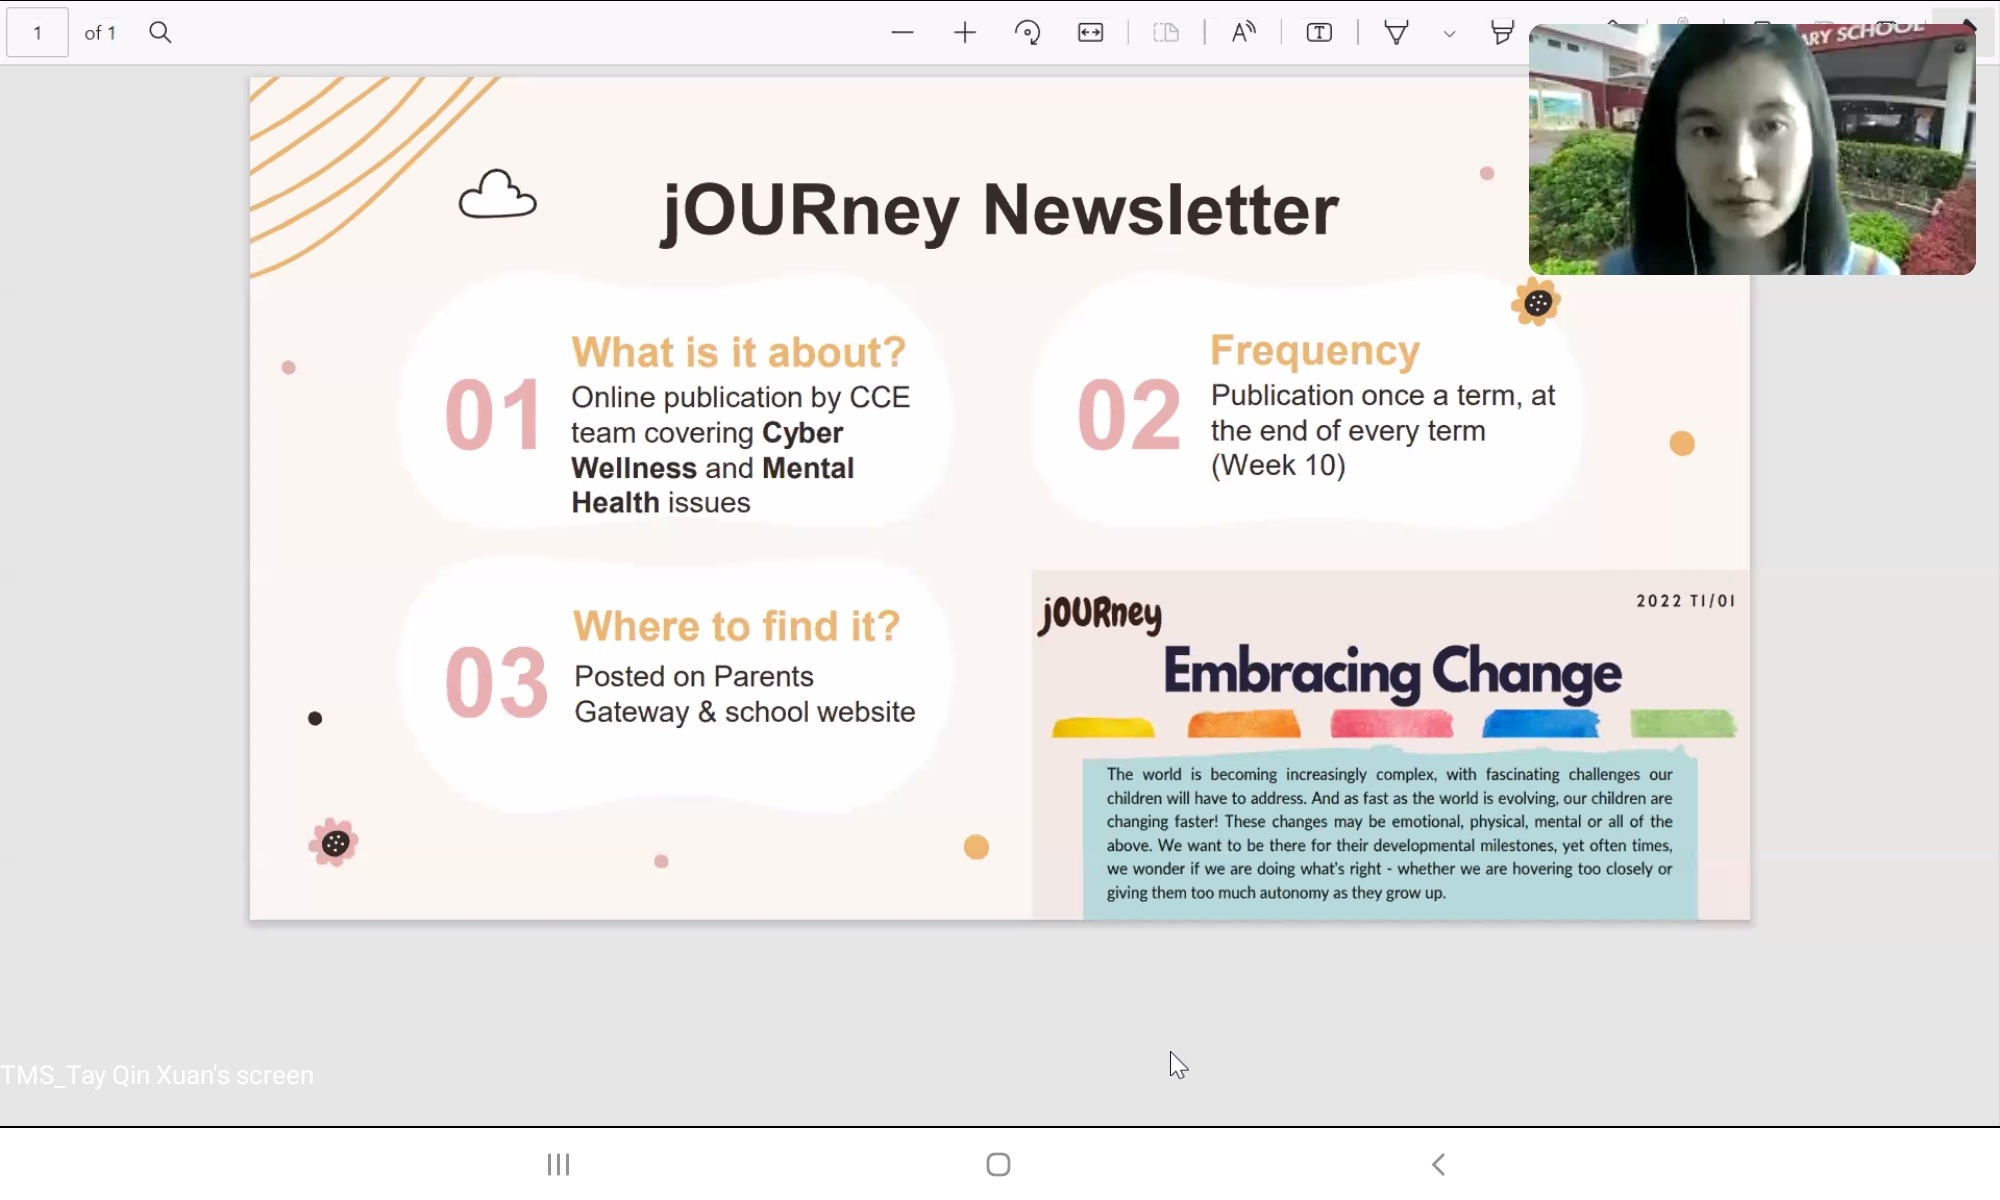 1 of 1
ARY SCHOOL
jOURney Newsletter
01
What is it about?
Online publication by CCE
team covering Cyber
Wellness and Mental
Health issues
02
Frequency
Publication once a term, at
the end of every term
(Week 10)
03
Where to find it?
Posted on Parents
Gateway & school website
jOURney
2022 T1/01
Embracing Change
The world is becoming increasingly complex, with fascinating challenges our
children will have to address. And as fast as the world is evolving, our children are
changing faster! These changes may be emotional, physical, mental or all of the
above. We want to be there for their developmental milestones, yet often times,
we wonder if we are doing what's right - whether we are hovering too closely or
giving them too much autonomy as they grow up.
TMS_Tay Qin Xuan's screen